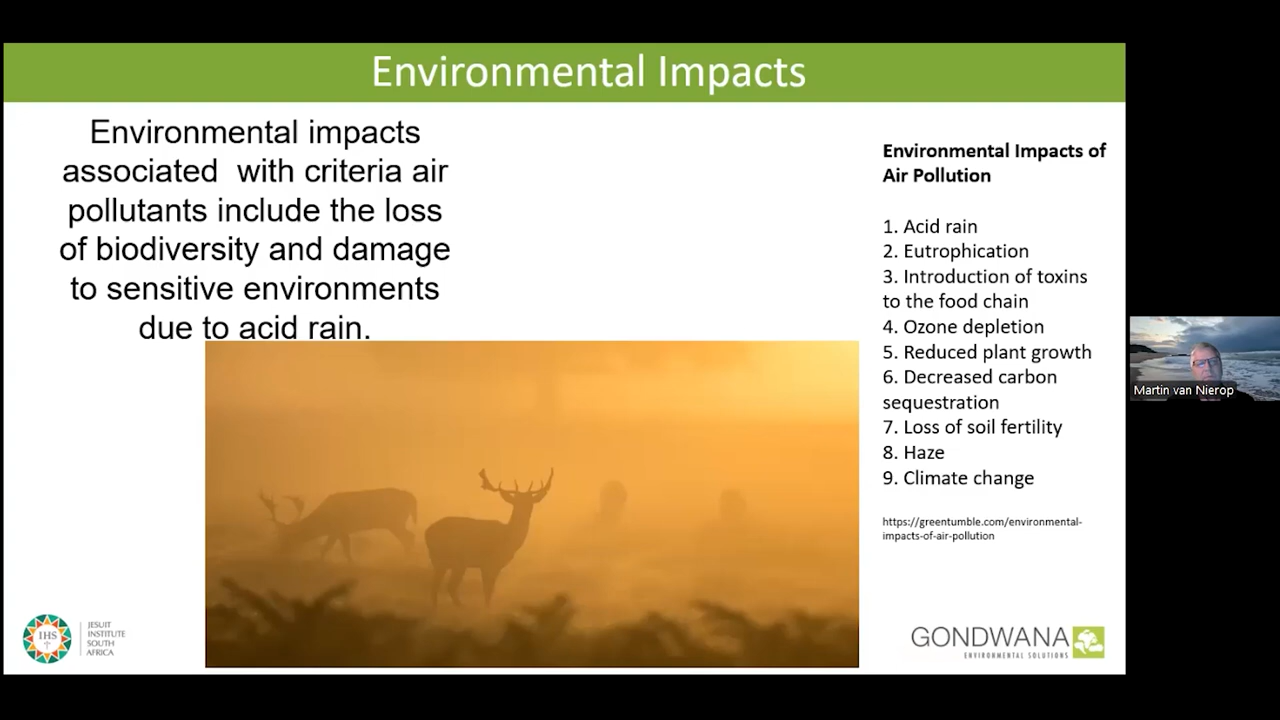 Environmental Impacts
Environmental impacts
associated  with criteria air
pollutants include the loss
of biodiversity and damage
to sensitive environments
due to acid rain.
Environmental Impacts of
Air Pollution
1. Acid rain
2. Eutrophication
3. Introduction of toxins
to the food chain
4. Ozone depletion
5. Reduced plant growth
6. Decreased carbon
sequestration
7. Loss of soil fertility
8. Haze
9. Climate change
https://greentumble.com/environmental-
impacts-of-air-pollution
Martin van Nierop
IHS
JESUIT
INSTITUTE
SOUTH
AFRICA
GONDWANA
ENVIRONMENTAL SOLUTIONS